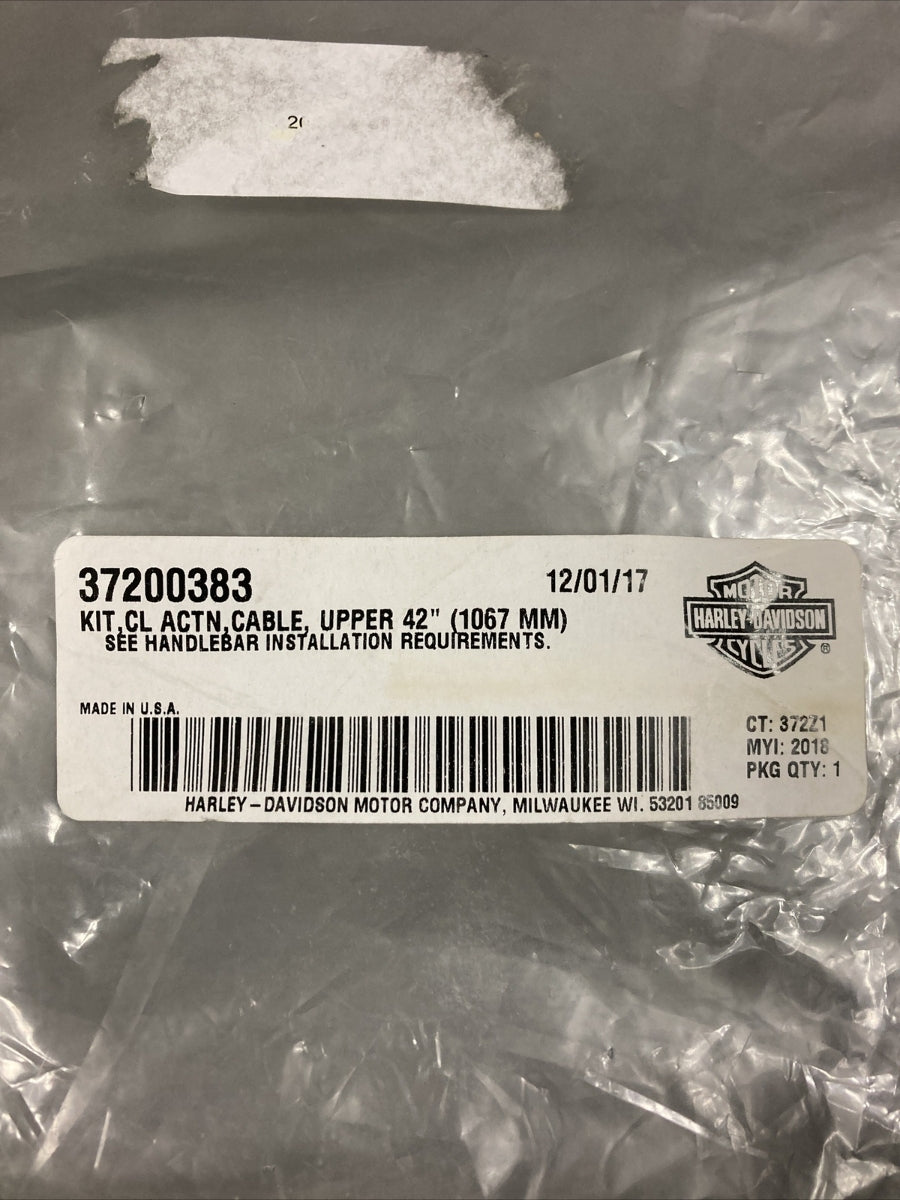 20
37200383 12/01/17
KIT,CL ACTN,CABLE, UPPER 42" (1067 MM)
SEE HANDLEBAR INSTALLATION REQUIREMENTS.
MOTOR
HARLEY-DAVIDSON
CYCLES
®
MADE IN U.S.A.
CT: 372Z1
MYI: 2018
PKG QTY: 1
HARLEY-DAVIDSON MOTOR COMPANY, MILWAUKEE WI. 53201 85009